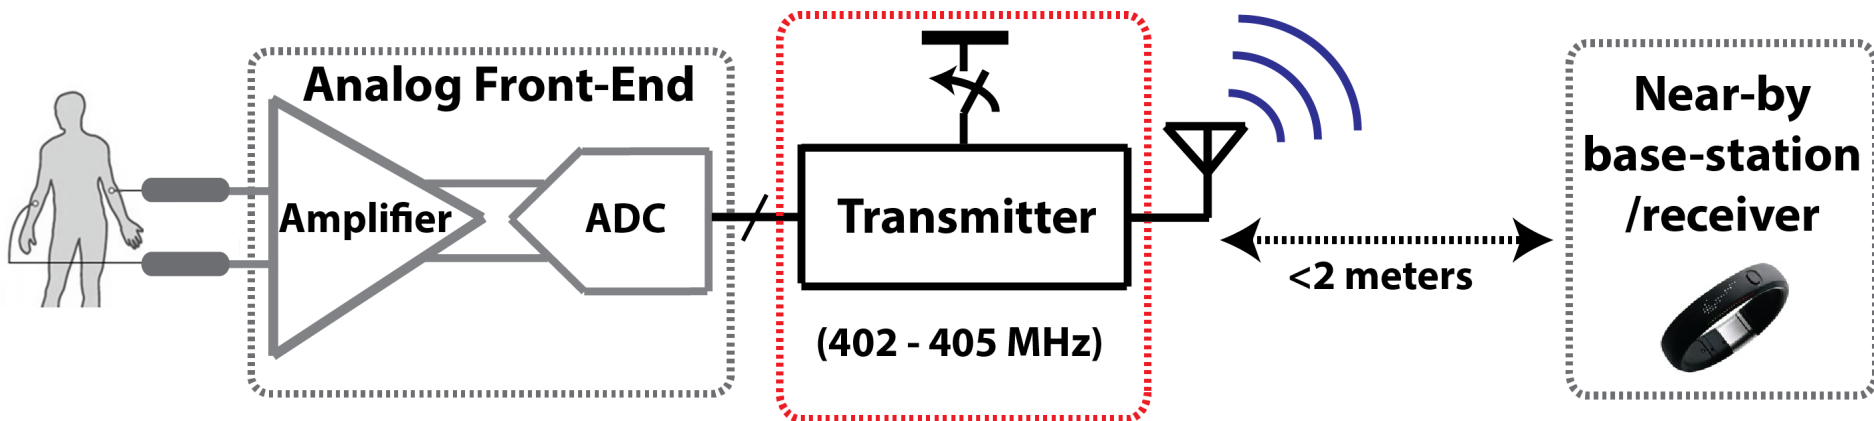 Analog Front-End
Amplifier
ADC
Transmitter
(402 - 405 MHz)
<2 meters
Near-by
base-station
/receiver